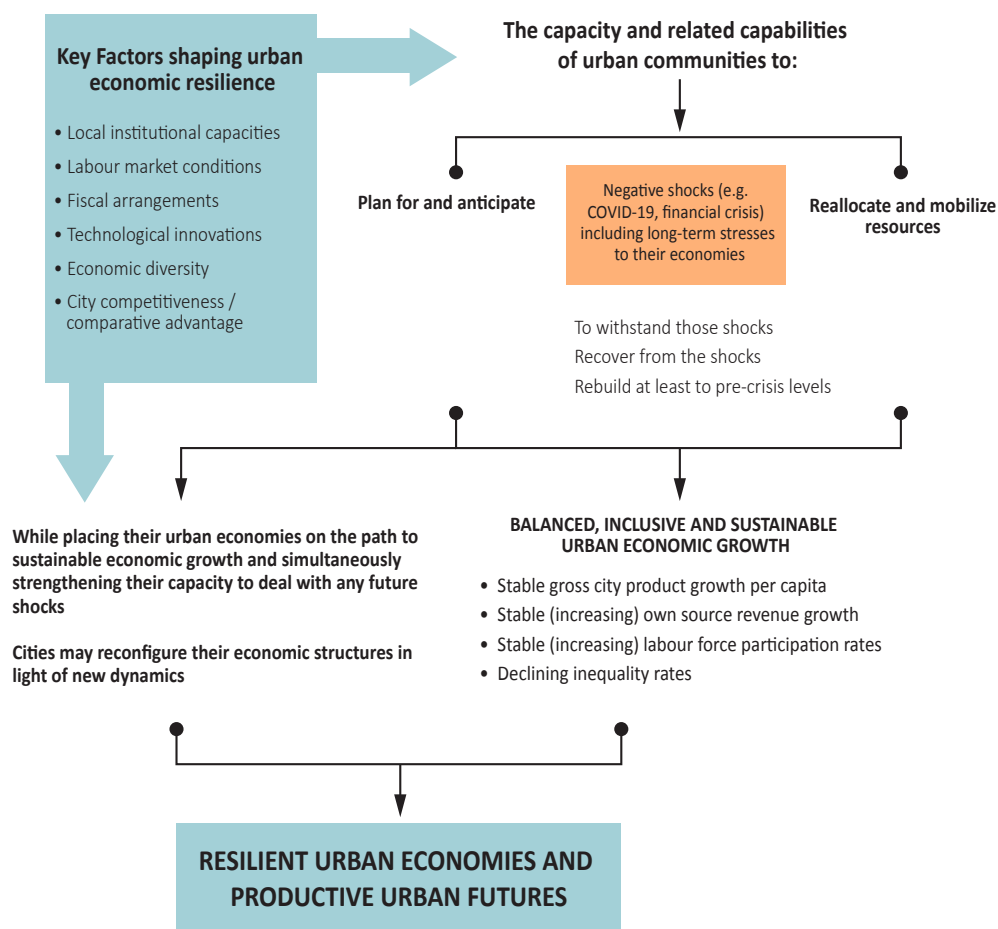 Key Factors shaping urban
economic resilience
• Local institutional capacities
• Labour market conditions
• Fiscal arrangements
• Technological innovations
• Economic diversity
• City competitiveness /
comparative advantage
The capacity and related capabilities
of urban communities to:
Plan for and anticipate
Negative shocks (e.g.
COVID-19, financial crisis)
including long-term stresses
to their economies
Reallocate and mobilize
resources
To withstand those shocks
Recover from the shocks
Rebuild at least to pre-crisis levels
While placing their urban economies on the path to
sustainable economic growth and simultaneously
strengthening their capacity to deal with any future
shocks
Cities may reconfigure their economic structures in
light of new dynamics
BALANCED, INCLUSIVE AND SUSTAINABLE
URBAN ECONOMIC GROWTH
• Stable gross city product growth per capita
• Stable (increasing) own source revenue growth
• Stable (increasing) labour force participation rates
• Declining inequality rates
RESILIENT URBAN ECONOMIES AND
PRODUCTIVE URBAN FUTURES